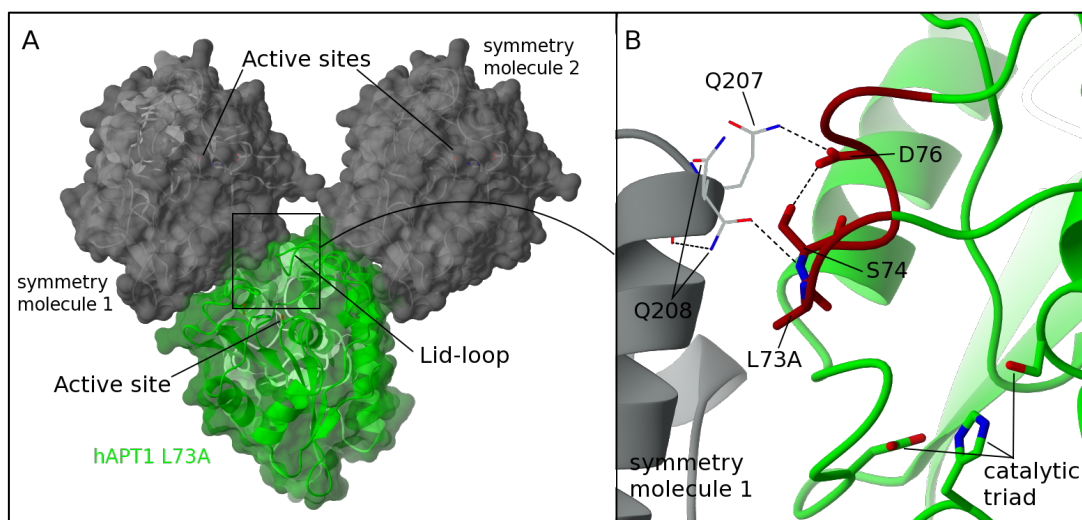 A
Active sites
symmetry
molecule 2
symmetry
molecule 1
Active site
Lid-loop
hAPT1 L73A
B
Q207
D76
S74
Q208
L73A
symmetry
molecule 1
catalytic
triad